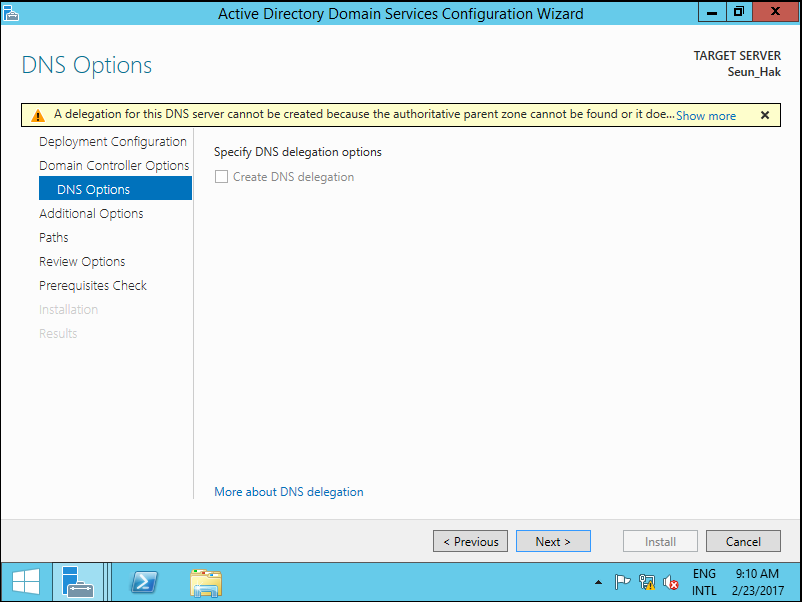 Active Directory Domain Services Configuration Wizard
DNS Options
TARGET SERVER
Seun_Hak
A delegation for this DNS server cannot be created because the authoritative parent zone cannot be found or it doe... Show more
Deployment Configuration
Domain Controller Options
DNS Options
Additional Options
Paths
Review Options
Prerequisites Check
Installation
Results
Specify DNS delegation options
Create DNS delegation
More about DNS delegation
< Previous
Next >
Install
Cancel
ENG
INTL
9:10 AM
2/23/2017